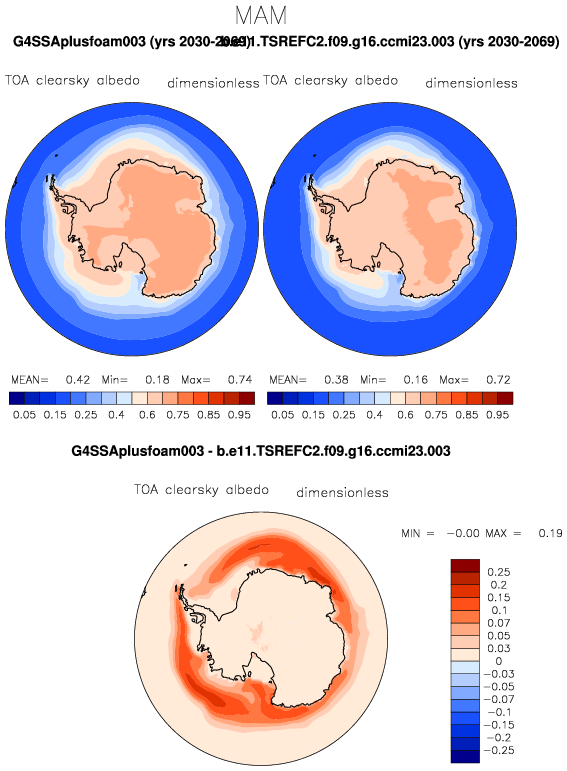 MAM
G4SSAplusfoam003 (yrs 2030-2069) b.e11.TSREFC2.f09.g16.ccmi23.003 (yrs 2030-2069)
TOA clearsky albedo dimensionless TOA clearsky albedo dimensionless
MEAN= 0.42 Min= 0.18 Max= 0.74 MEAN= 0.38 Min= 0.16 Max= 0.72
0.05 0.15 0.25 0.4 0.6 0.75 0.85 0.95 0.05 0.15 0.25 0.4 0.6 0.75 0.85 0.95
G4SSAplusfoam003 - b.e11.TSREFC2.f09.g16.ccmi23.003
TOA clearsky albedo dimensionless
MIN = -0.00 MAX = 0.19
0.25
0.2
0.15
0.1
0.07
0.05
0.03
0
-0.03
-0.05
-0.07
-0.1
-0.15
-0.2
-0.25